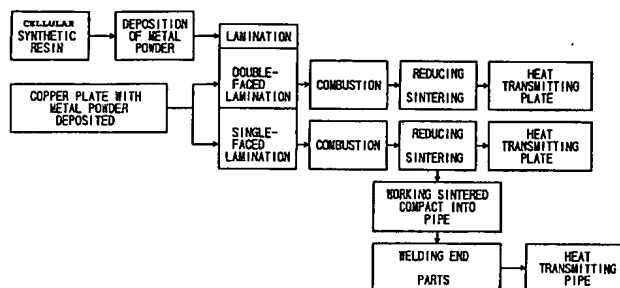 CELLULAR
SYNTHETIC
RESIN
DEPOSITION
OF METAL
POWDER
LAMINATION
DOUBLE-
FACED
LAMINATION
COMBUSTION
REDUCING
SINTERING
HEAT
TRANSMITTING
PLATE
COPPER PLATE WITH
METAL POWDER
DEPOSITED
SINGLE-
FACED
LAMINATION
COMBUSTION
REDUCING
SINTERING
HEAT
TRANSMITTING
PLATE
WORKING SINTERED
COMPACT INTO
PIPE
WELDING END
PARTS
HEAT
TRANSMITTING
PIPE